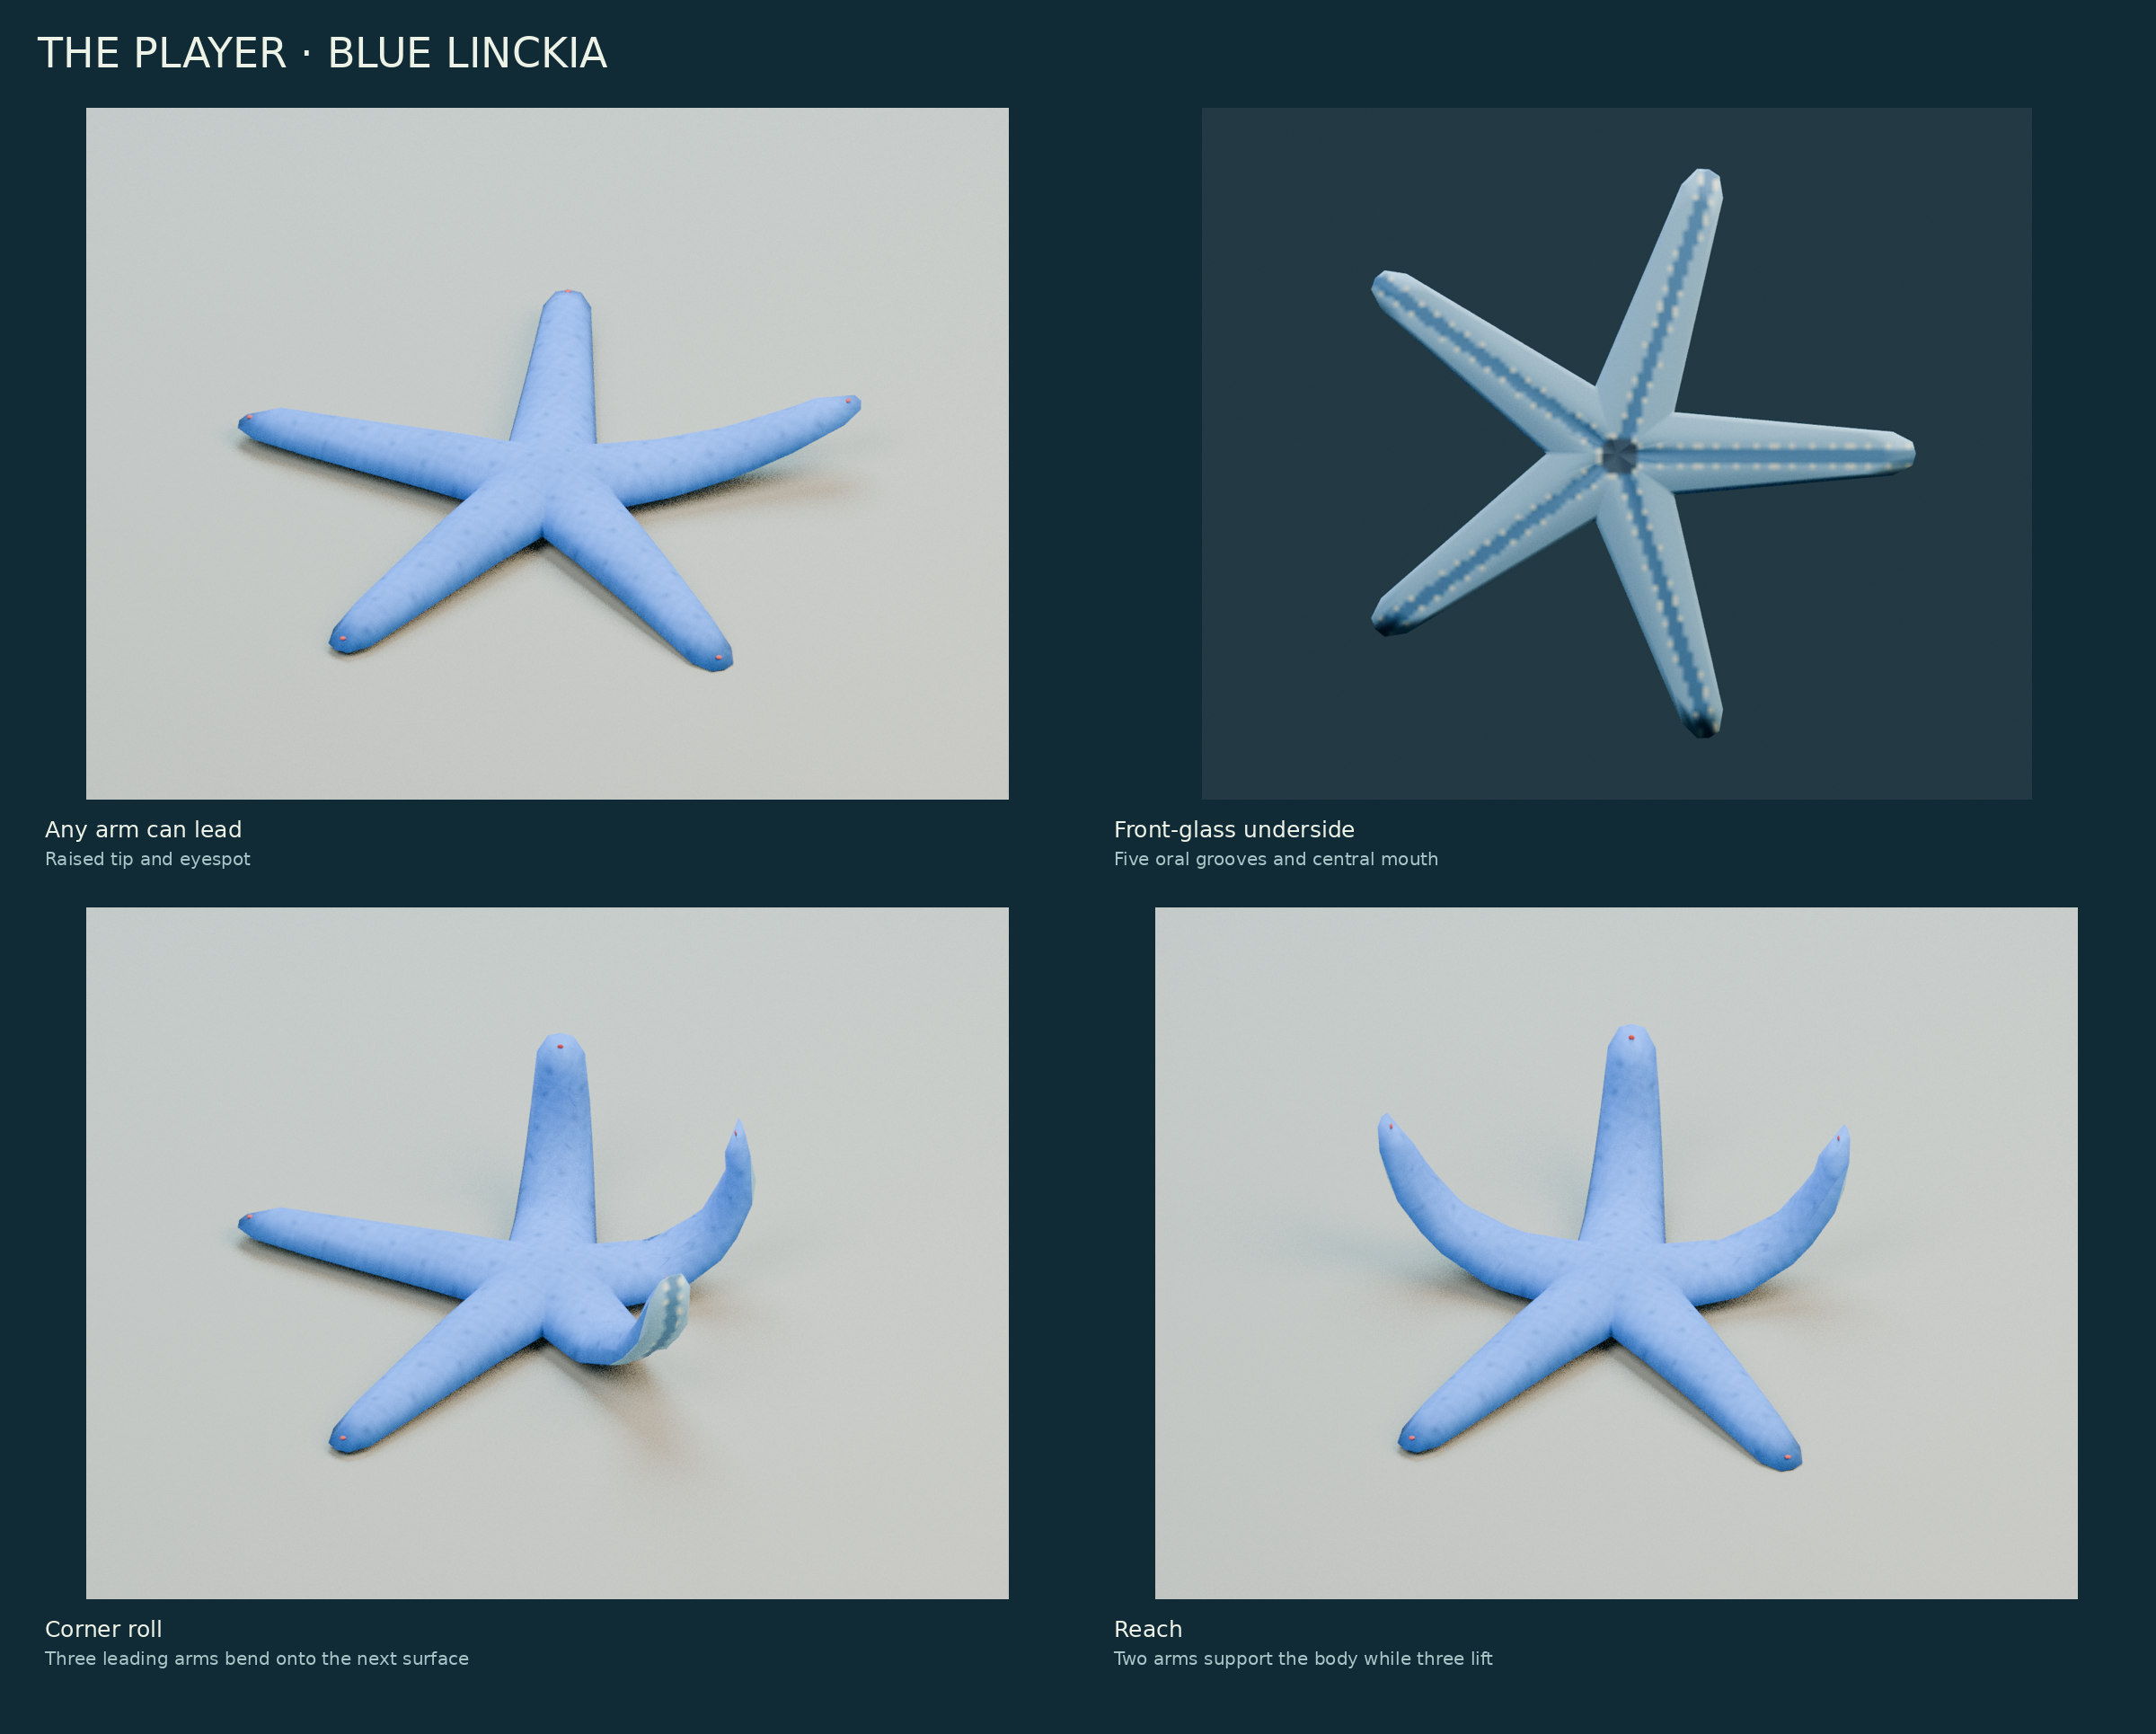 THE PLAYER · BLUE LINCKIA
Any arm can lead
Raised tip and eyespot
Front-glass underside
Five oral grooves and central mouth
Corner roll
Three leading arms bend onto the next surface
Reach
Two arms support the body while three lift